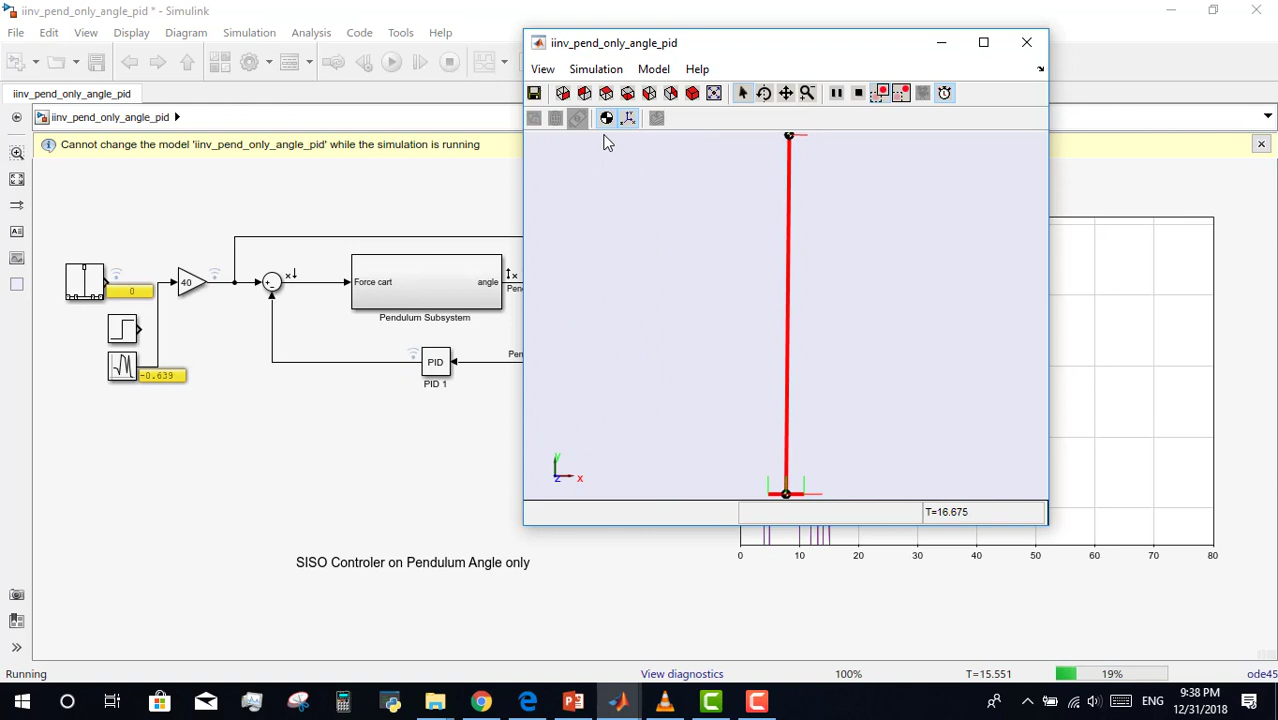 iinv_pend_only_angle_pid * - Simulink
File Edit View Display Diagram Simulation Analysis Code Tools Help
iinv_pend_only_angle_pid
iinv_pend_only_angle_pid
Cannot change the model 'iinv_pend_only_angle_pid' while the simulation is running
iinv_pend_only_angle_pid
View Simulation Model Help
y
z x
T=16.675
0
40
-0.639
Force cart angle
Pendulum Subsystem
Pen
Pen
PID
PID 1
SISO Controler on Pendulum Angle only
0 10 20 30 40 50 60 70 80
Running View diagnostics 100% T=15.551 19% ode45
ENG
9:38 PM
12/31/2018